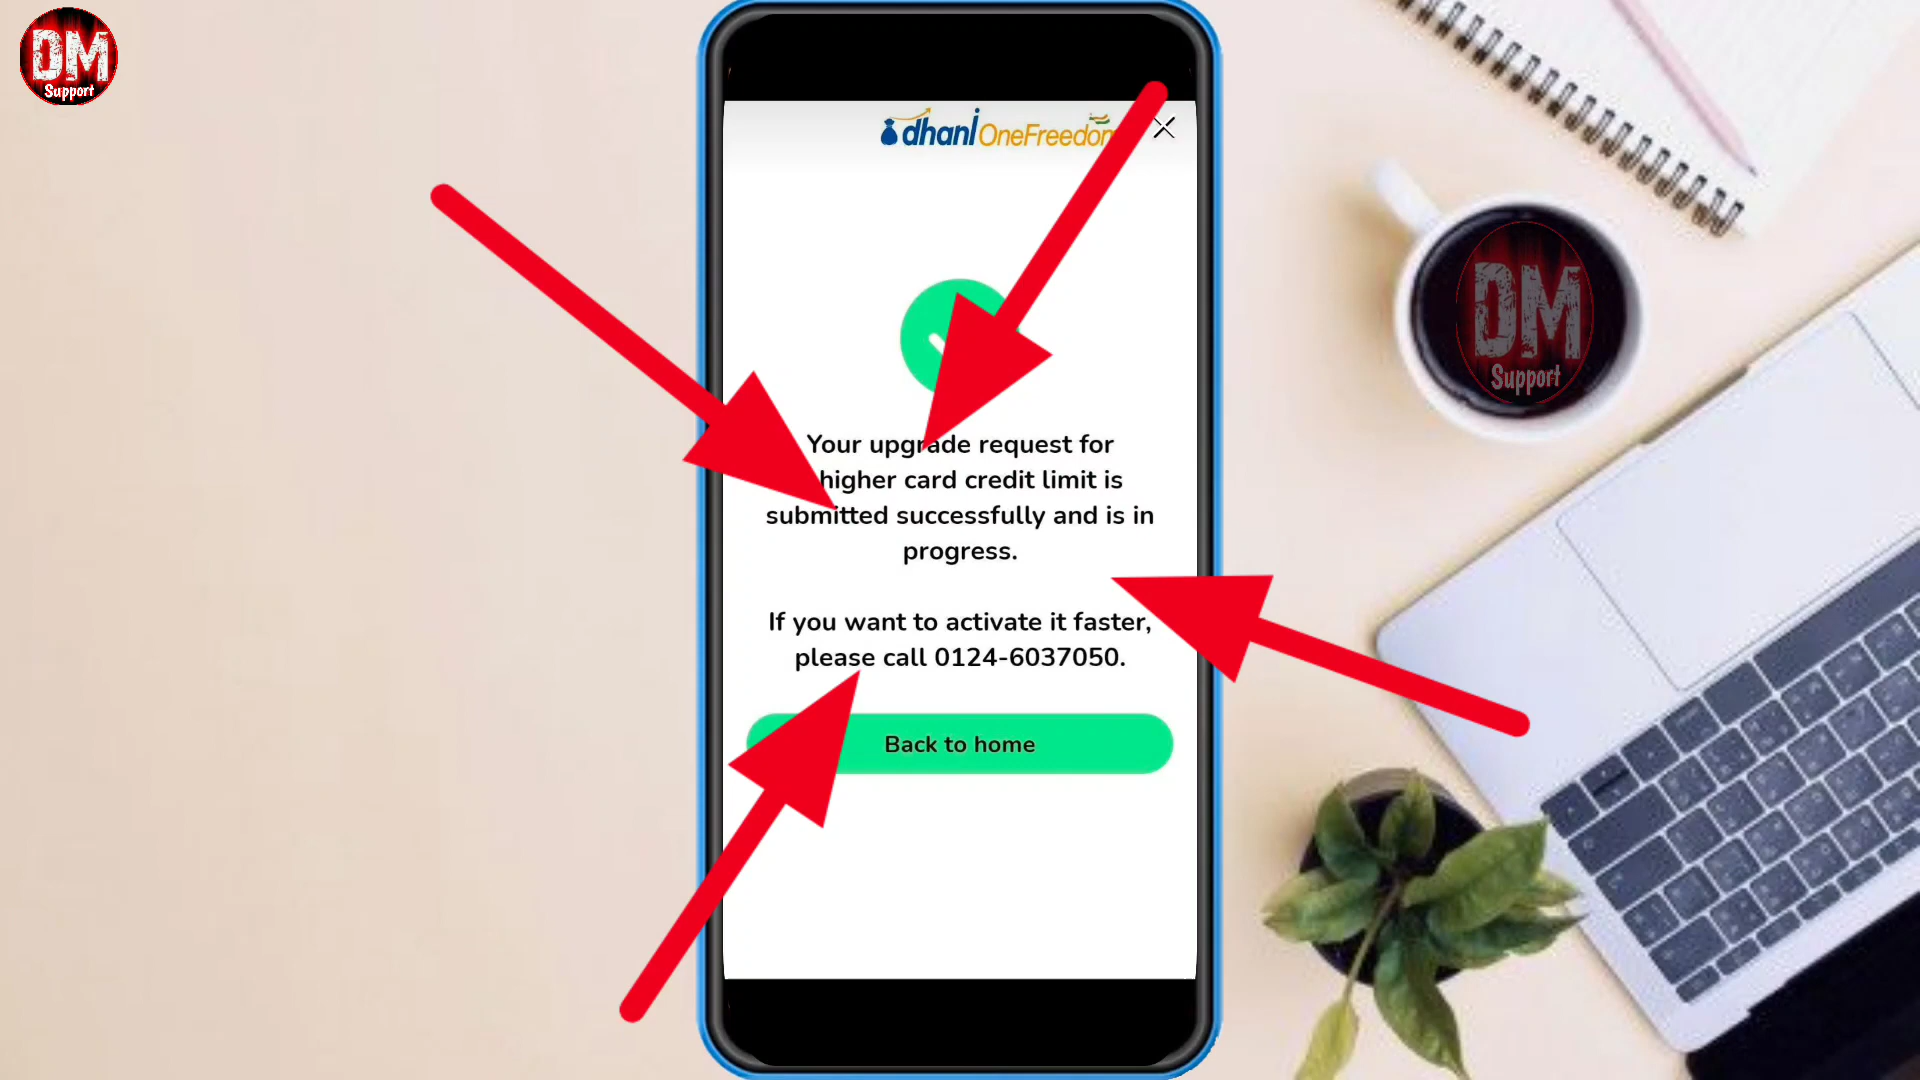 DM
Support
dhani OneFreedom
Your upgrade request for
higher card credit limit is
submitted successfully and is in
progress.
If you want to activate it faster,
please call 0124-6037050.
Back to home
DM
Support